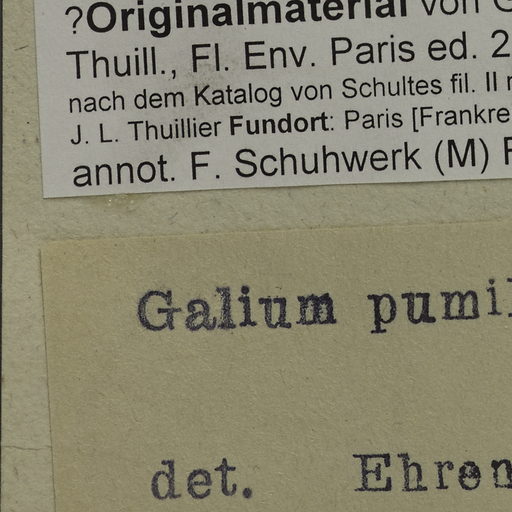 ?Originalmaterial von
Thuill., Fl. Env. Paris ed. 2
nach dem Katalog von Schultes fil. II
J. L. Thuillier Fundort: Paris [Frankre
annot. F. Schuhwerk (M)
Galium pumil
det. Ehren